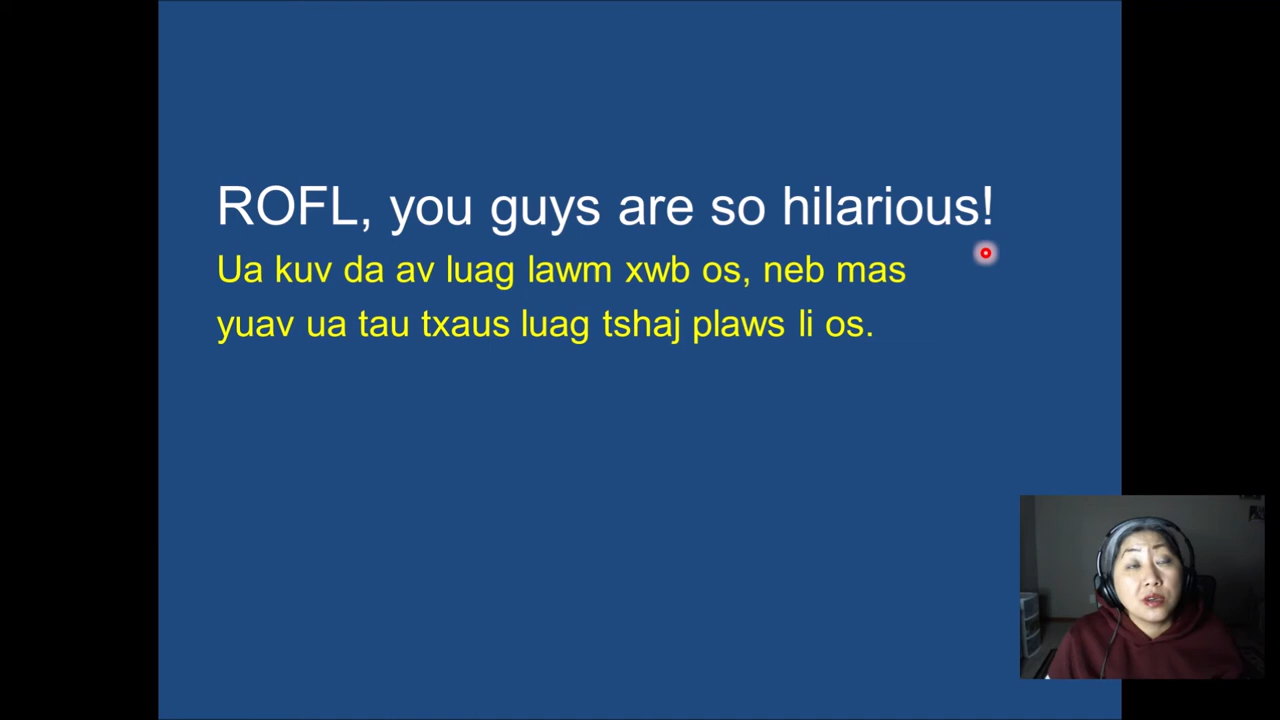 ROFL, you guys are so hilarious!
Ua kuv da av luag lawm xwb os, neb mas
yuav ua tau txaus luag tshaj plaws li os.